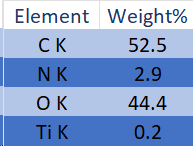 Element Weight%
C K 52.5
N K 2.9
O K 44.4
Ti K 0.2